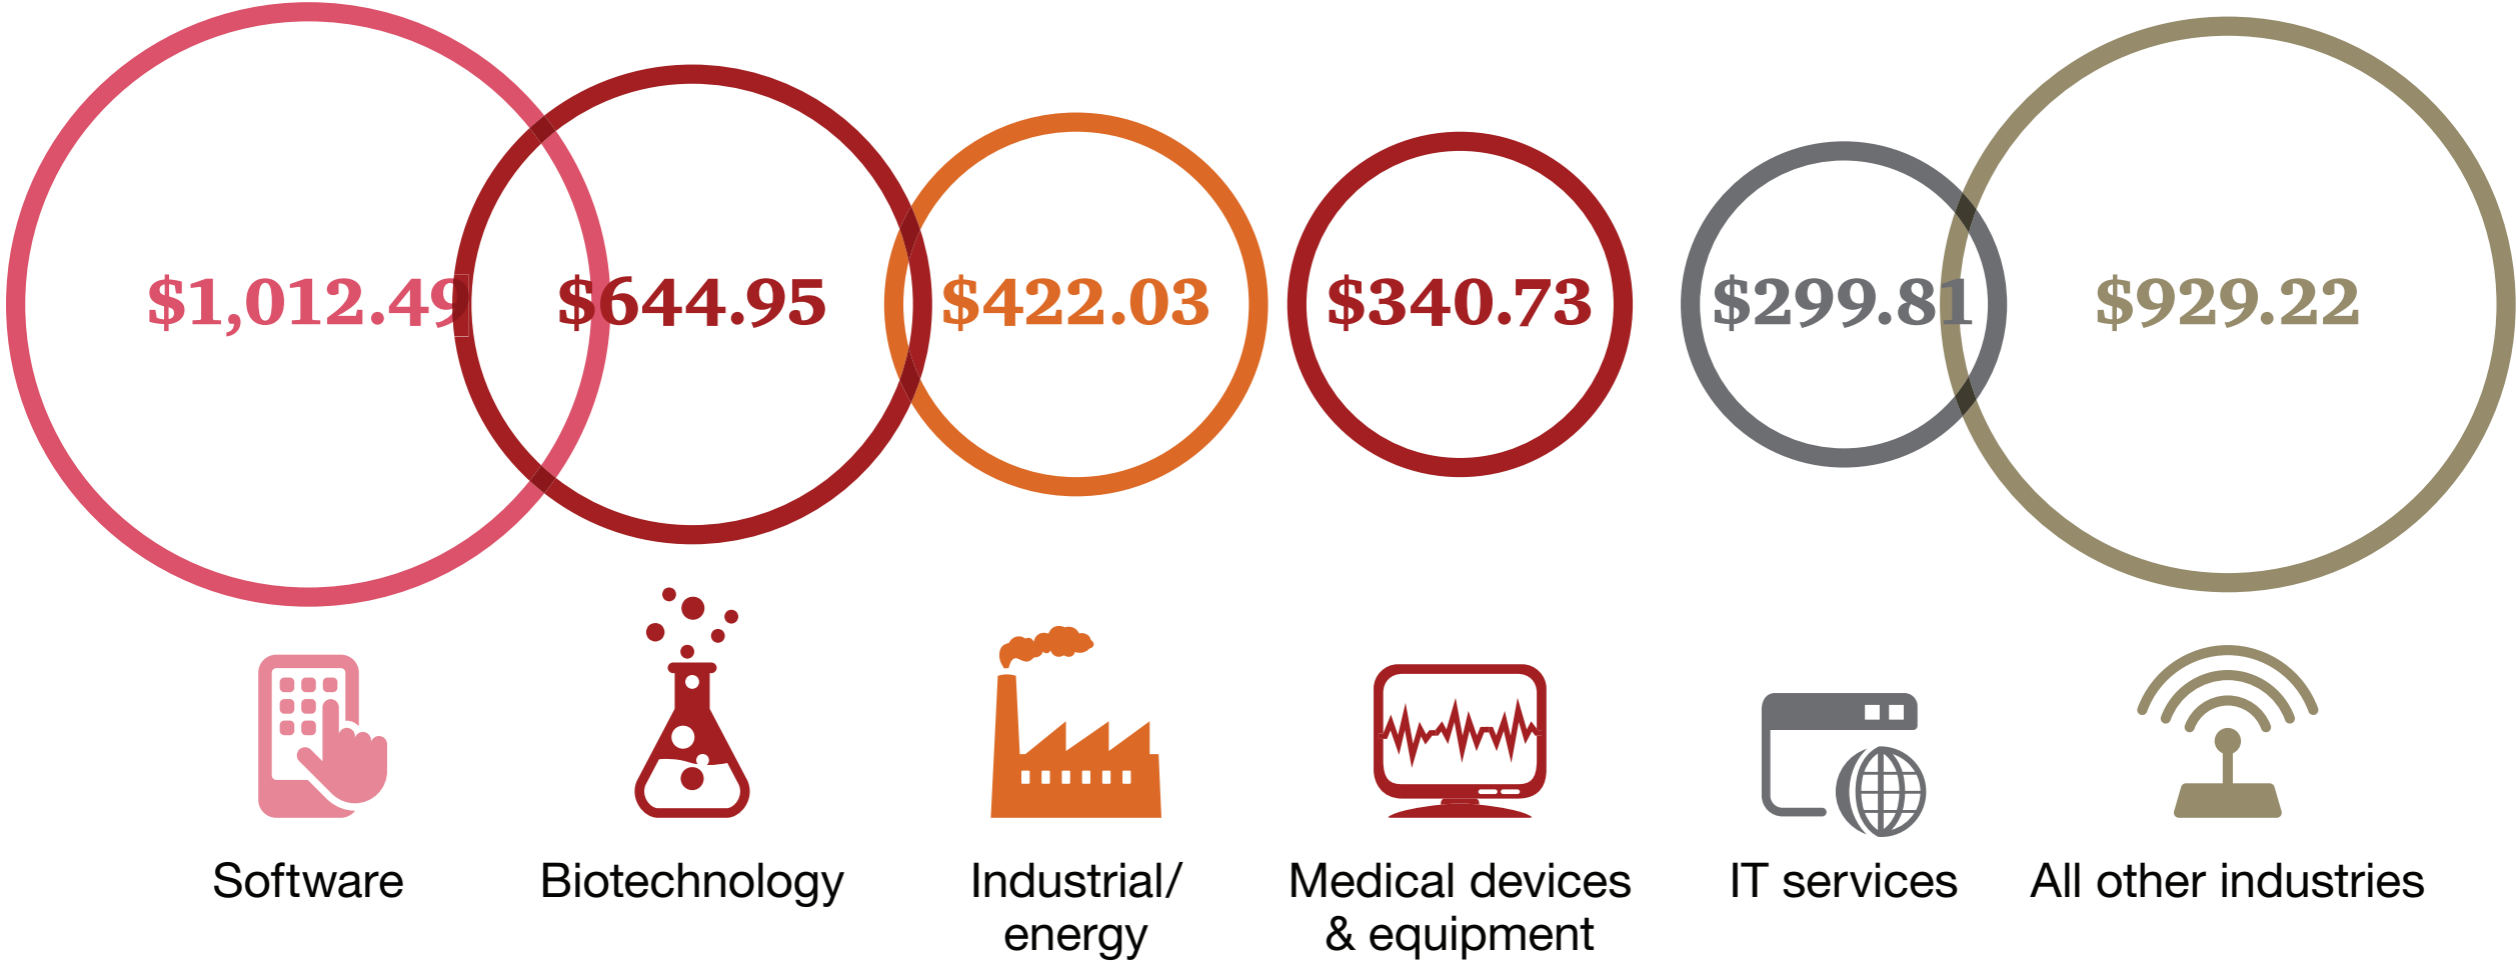 $1,012.49 $644.95 $422.03 $340.73 $299.81 $929.22
Software Biotechnology Industrial/ Medical devices IT services All other industries
energy & equipment